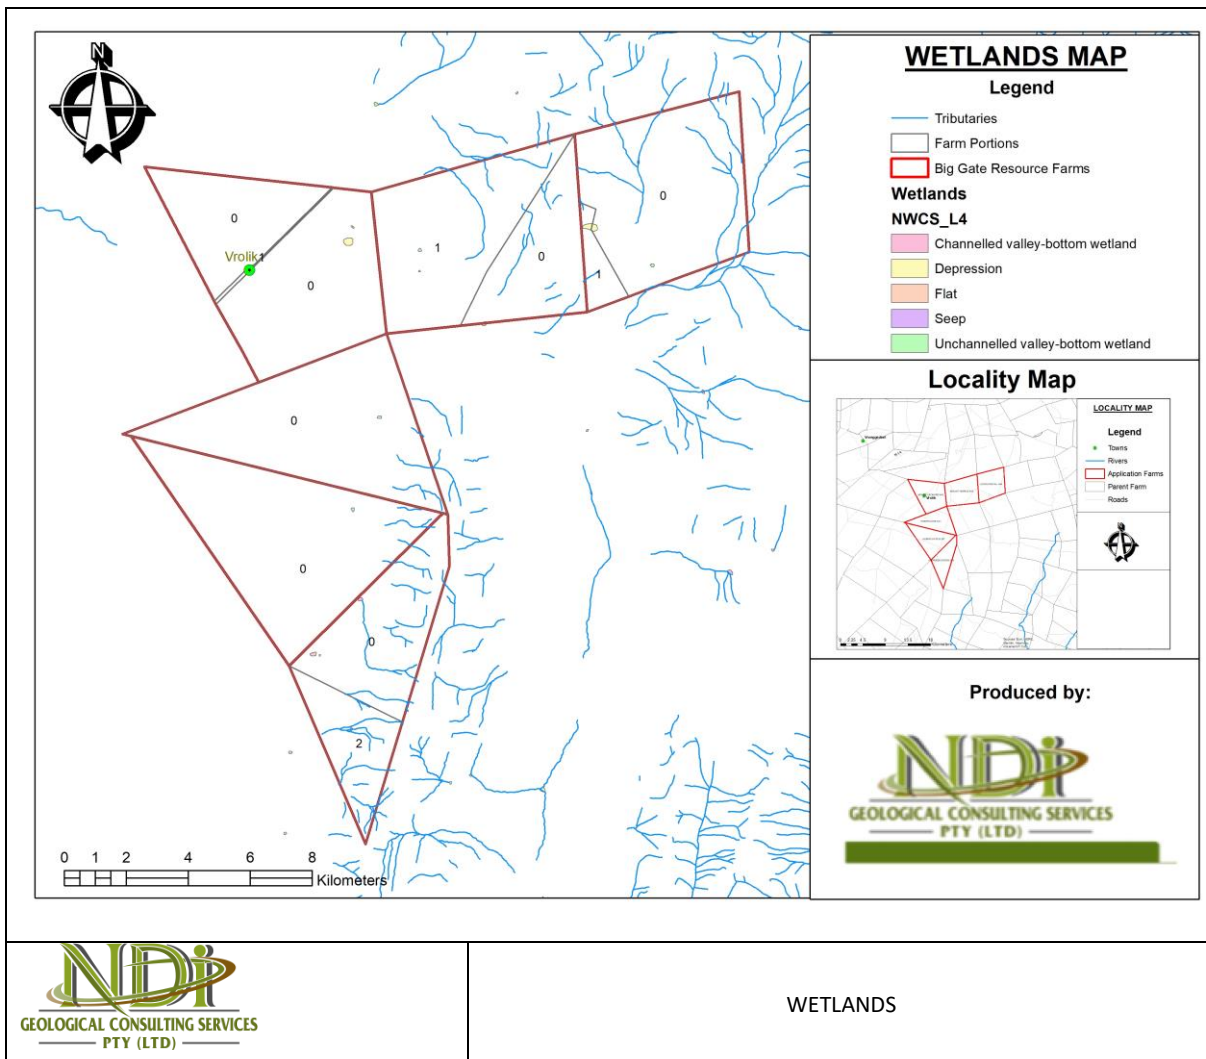 N
WETLANDS MAP
Legend
Tributaries
Farm Portions
Big Gate Resource Farms
Wetlands
NWCS_L4
Channelled valley-bottom wetland
Depression
Flat
Seep
Unchannelled valley-bottom wetland
0
0
Vrolik
1
0
1
0
1
0
0
0
2
0 1 2 4 6 8
Kilometers
Locality Map
LOCALITY MAP
Legend
Towns
Rivers
Application Farms
Parent Farm
Roads
Produced by:
NDi
GEOLOGICAL CONSULTING SERVICES
PTY (LTD)
NDi
GEOLOGICAL CONSULTING SERVICES
PTY (LTD)
WETLANDS